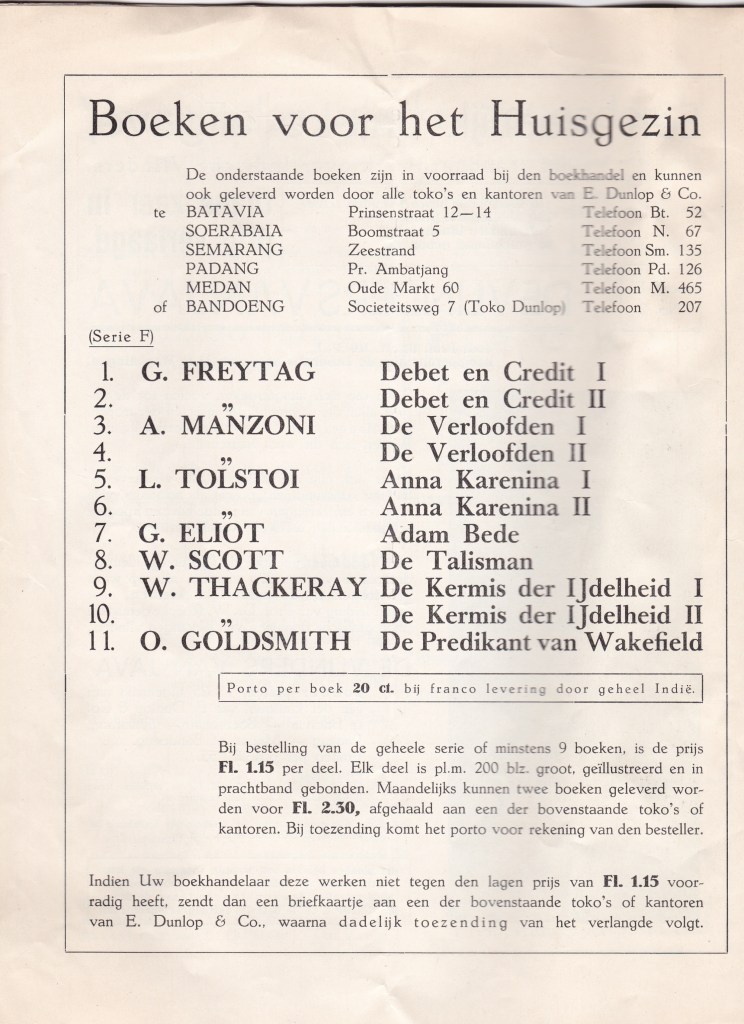 Boeken voor het Huisgezin
De onderstaande boeken zijn in voorraad bij den boekhandel en kunnen
ook geleverd worden door alle toko's en kantoren van E. Dunlop & Co.
te BATAVIA Prinsenstraat 12—14 Telefoon Bt. 52
SOERABAIA Boomstraat 5 Telefoon N. 67
SEMARANG Zeestrand Telefoon Sm. 135
PADANG Pr. Ambatjang Telefoon Pd. 126
MEDAN Oude Markt 60 Telefoon M. 465
of BANDOENG Societeitsweg 7 (Toko Dunlop) Telefoon 207
(Serie F)
1. G. FREYTAG Debet en Credit I
2. „ Debet en Credit II
3. A. MANZONI De Verloofden I
4. „ De Verloofden II
5. L. TOLSTOI Anna Karenina I
6. „ Anna Karenina II
7. G. ELIOT Adam Bede
8. W. SCOTT De Talisman
9. W. THACKERAY De Kermis der IJdelheid I
10. „ De Kermis der IJdelheid II
11. O. GOLDSMITH De Predikant van Wakefield
Porto per boek 20 ct. bij franco levering door geheel Indië.
Bij bestelling van de geheele serie of minstens 9 boeken, is de prijs
Fl. 1.15 per deel. Elk deel is pl.m. 200 blz. groot, geïllustreerd en in
prachtband gebonden. Maandelijks kunnen twee boeken geleverd wor-
den voor Fl. 2.30, afgehaald aan een der bovenstaande toko's of
kantoren. Bij toezending komt het porto voor rekening van den besteller.
Indien Uw boekhandelaar deze werken niet tegen den lagen prijs van Fl. 1.15 voor-
radig heeft, zendt dan een briefkaartje aan een der bovenstaande toko's of kantoren
van E. Dunlop & Co., waarna dadelijk toezending van het verlangde volgt.